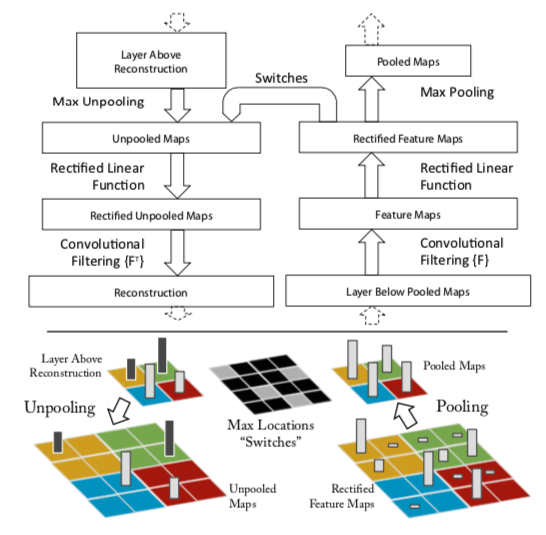 Layer Above
Reconstruction
Pooled Maps
Switches
Max Unpooling
Max Pooling
Unpooled Maps
Rectified Feature Maps
Rectified Linear
Function
Rectified Linear
Function
Rectified Unpooled Maps
Feature Maps
Convolutional
Filtering {Fᵀ}
Convolutional
Filtering {F}
Reconstruction
Layer Below Pooled Maps
Layer Above
Reconstruction
Pooled Maps
Unpooling
Max Locations
“Switches”
Pooling
Unpooled
Maps
Rectified
Feature Maps